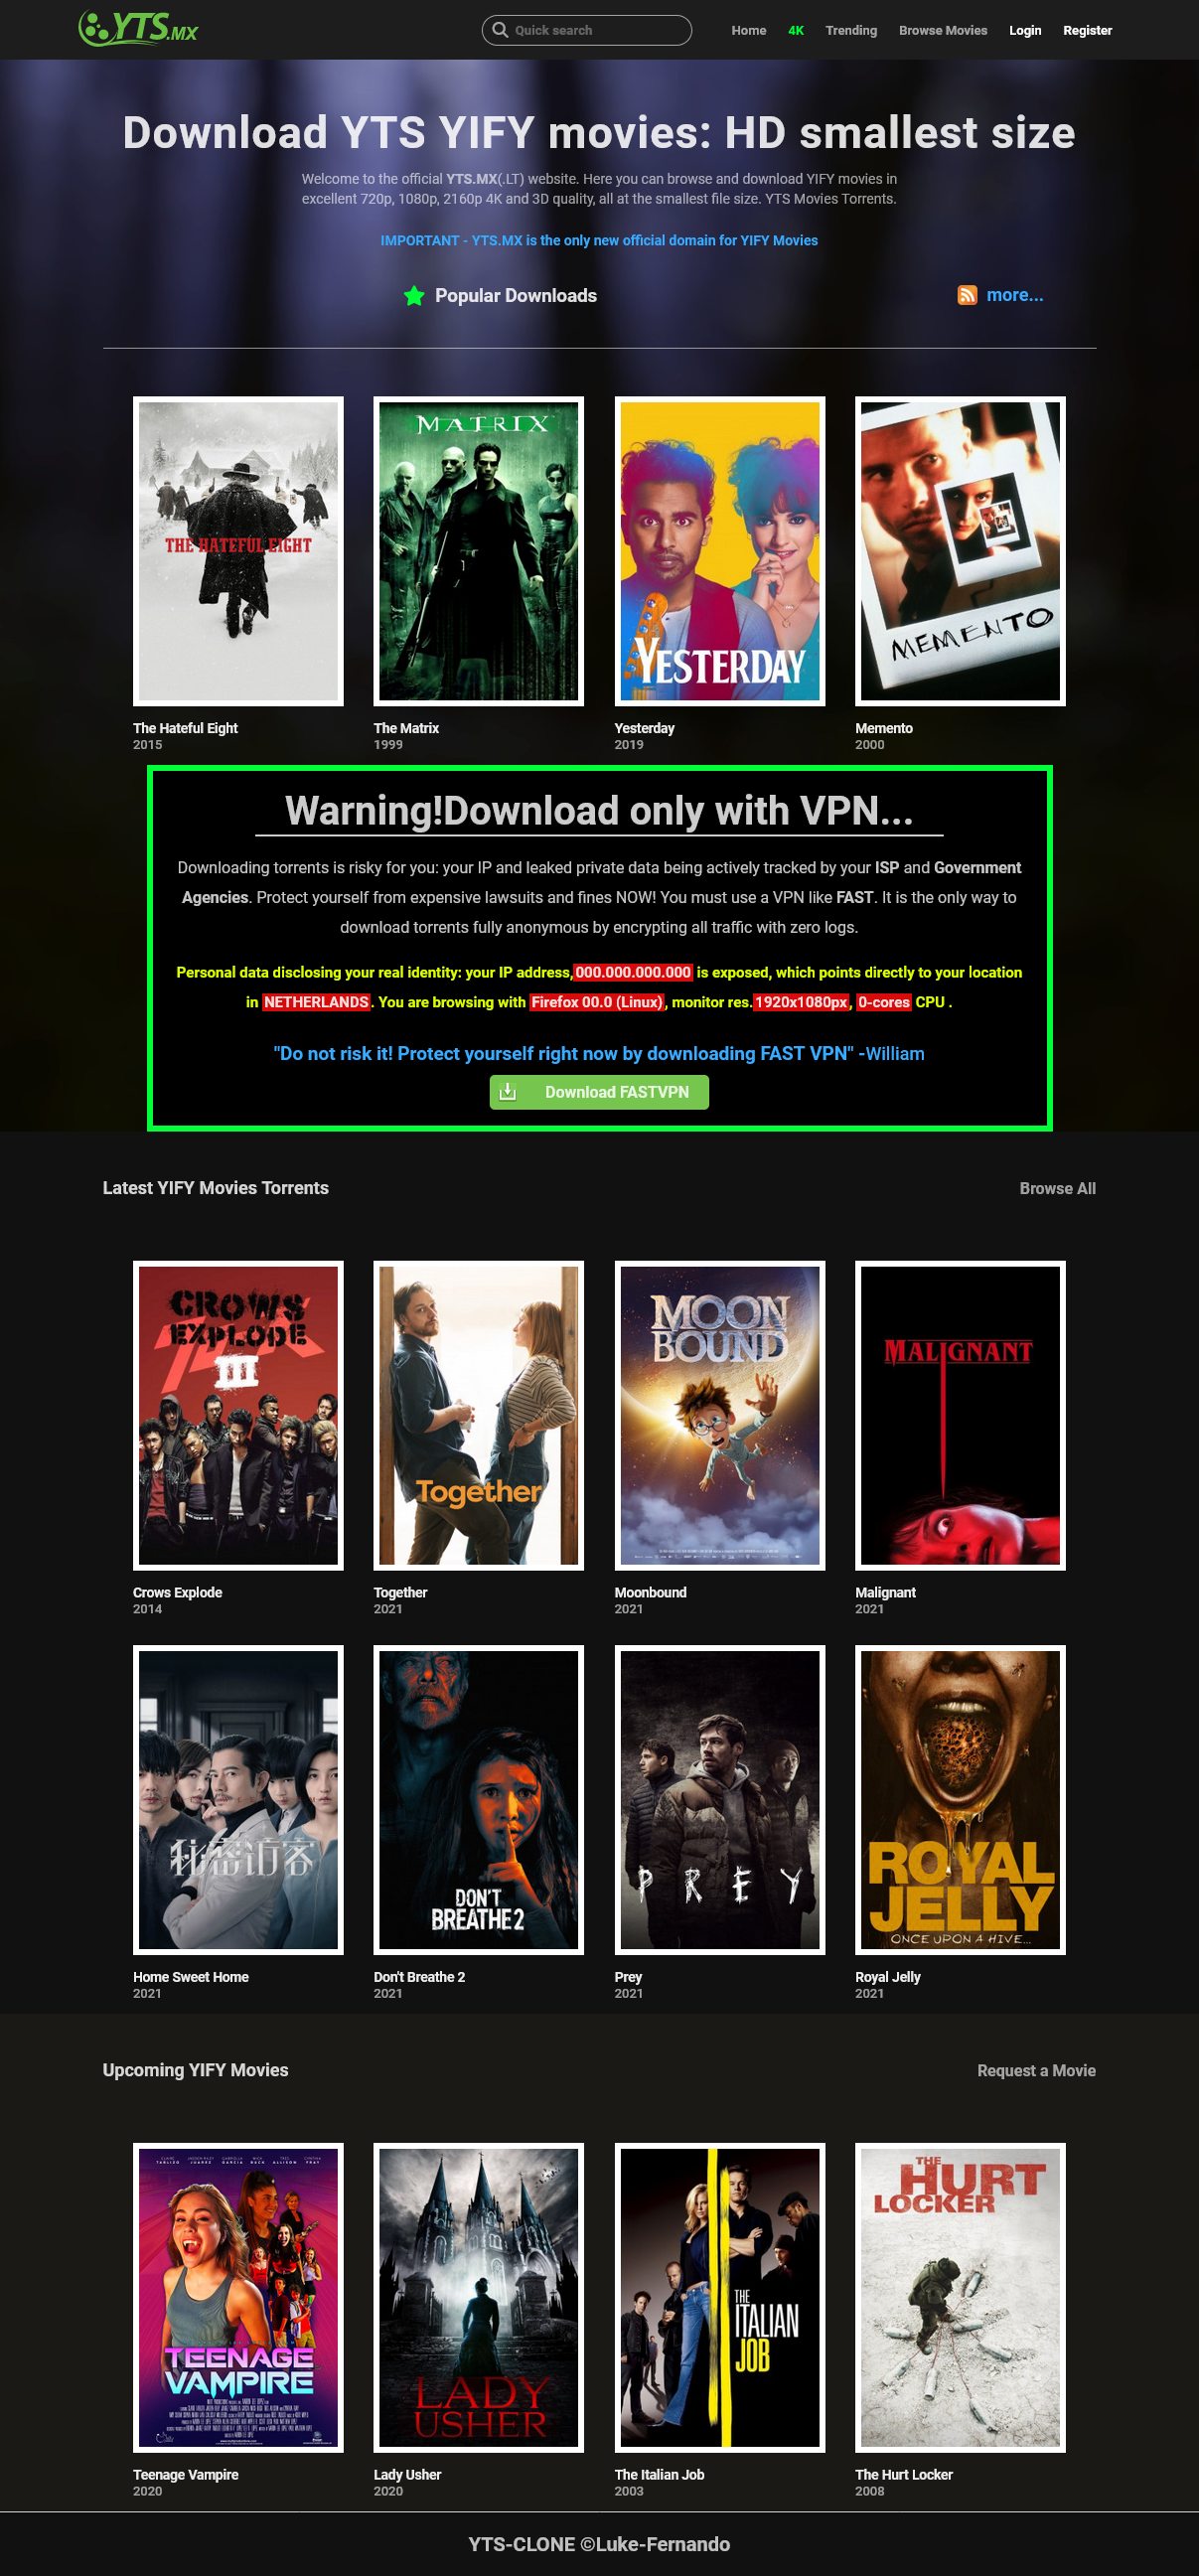 YTS.MX
Quick search
Home 4K Trending Browse Movies Login Register
Download YTS YIFY movies: HD smallest size
Welcome to the official YTS.MX(.LT) website. Here you can browse and download YIFY movies in
excellent 720p, 1080p, 2160p 4K and 3D quality, all at the smallest file size. YTS Movies Torrents.
IMPORTANT - YTS.MX is the only new official domain for YIFY Movies
Popular Downloads
more...
THE HATEFUL EIGHT
MATRIX
YESTERDAY
MEMENTO
The Hateful Eight
2015
The Matrix
1999
Yesterday
2019
Memento
2000
Warning!Download only with VPN...
Downloading torrents is risky for you: your IP and leaked private data being actively tracked by your ISP and Government
Agencies. Protect yourself from expensive lawsuits and fines NOW! You must use a VPN like FAST. It is the only way to
download torrents fully anonymous by encrypting all traffic with zero logs.
Personal data disclosing your real identity: your IP address,000.000.000.000 is exposed, which points directly to your location
in NETHERLANDS. You are browsing with Firefox 00.0 (Linux), monitor res.1920x1080px, 0-cores CPU .
"Do not risk it! Protect yourself right now by downloading FAST VPN" -William
Download FASTVPN
Latest YIFY Movies Torrents
Browse All
CROWS
EXPLODE
III
Together
MOON
BOUND
MALIGNANT
Crows Explode
2014
Together
2021
Moonbound
2021
Malignant
2021
秘密访客
DON'T
BREATHE 2
PREY
ROYAL
JELLY
ONCE UPON A HIVE...
Home Sweet Home
2021
Don't Breathe 2
2021
Prey
2021
Royal Jelly
2021
Upcoming YIFY Movies
Request a Movie
TEENAGE
VAMPIRE
LADY
USHER
THE
ITALIAN
JOB
THE
HURT
LOCKER
Teenage Vampire
2020
Lady Usher
2020
The Italian Job
2003
The Hurt Locker
2008
YTS-CLONE ©Luke-Fernando